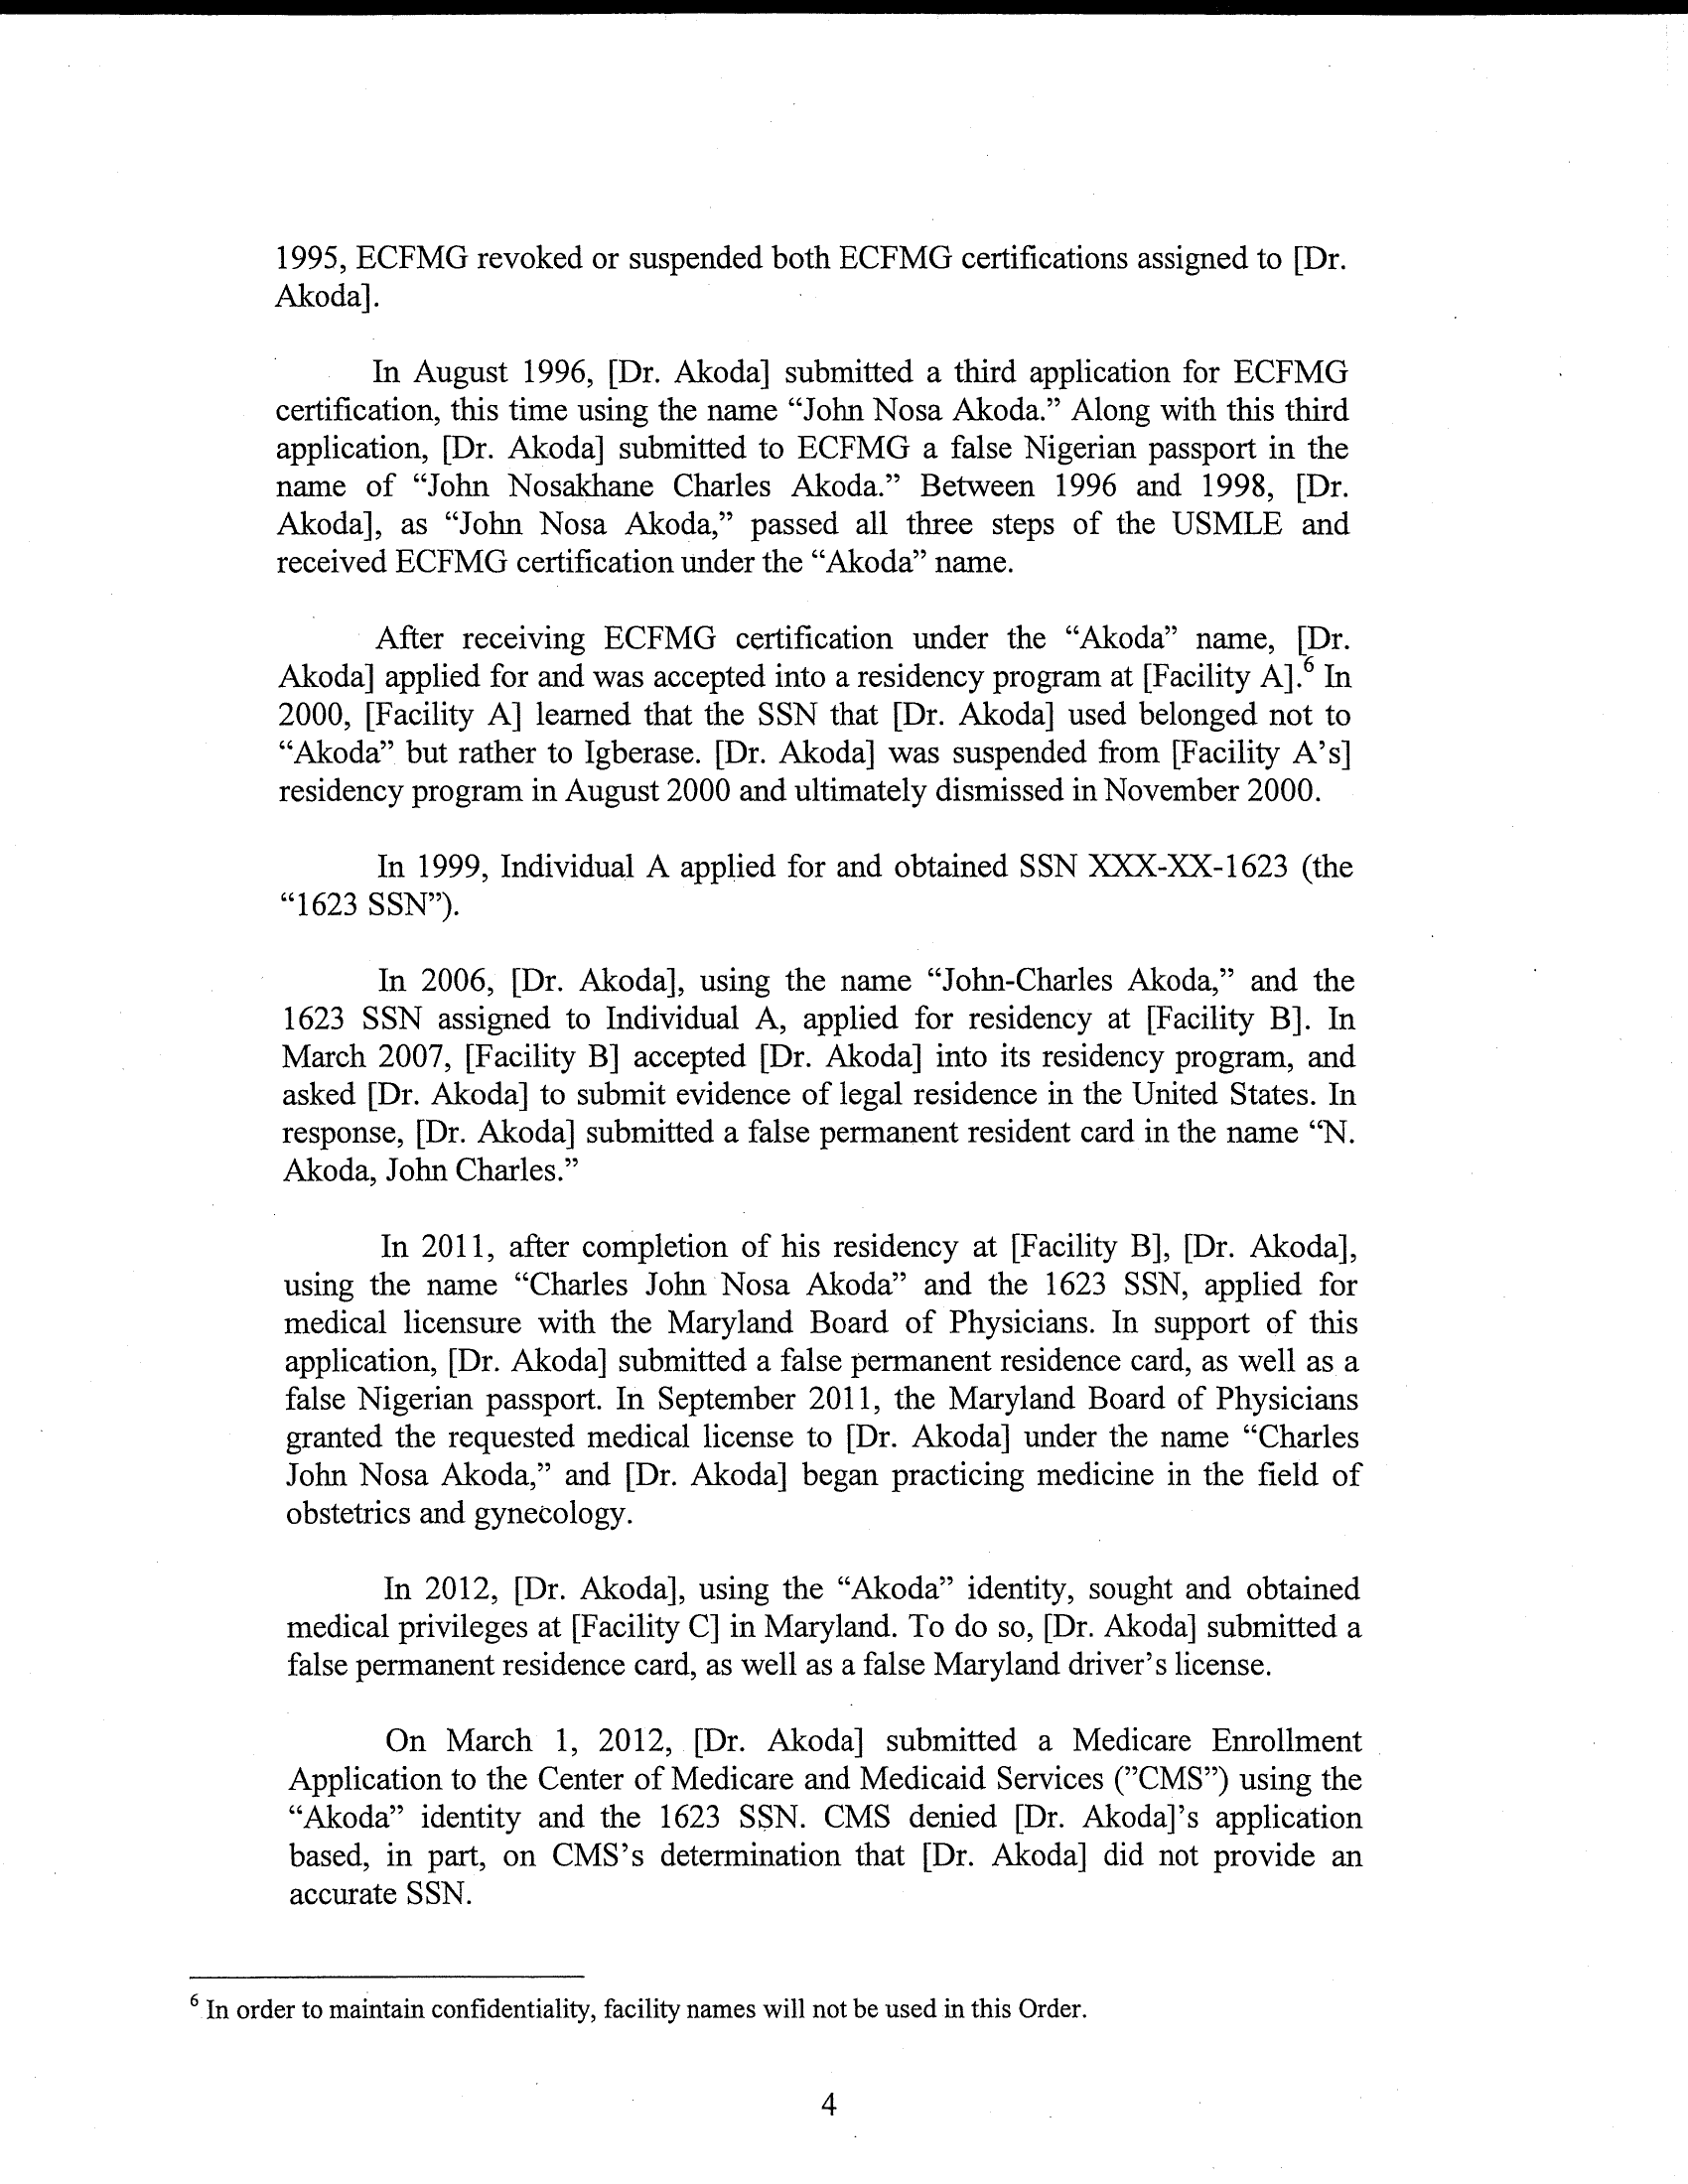 1995, ECFMG revoked or suspended both ECFMG certifications assigned to [Dr.
Akoda].
In August 1996, [Dr. Akoda] submitted a third application for ECFMG
certification, this time using the name “John Nosa Akoda.” Along with this third
application, [Dr. Akoda] submitted to ECFMG a false Nigerian passport in the
name of “John Nosakhane Charles Akoda.” Between 1996 and 1998, [Dr.
Akoda], as “John Nosa Akoda,” passed all three steps of the USMLE and
received ECFMG certification under the “Akoda” name.
After receiving ECFMG certification under the “Akoda” name, [Dr.
Akoda] applied for and was accepted into a residency program at [Facility A].6 In
2000, [Facility A] learned that the SSN that [Dr. Akoda] used belonged not to
“Akoda” but rather to Igberase. [Dr. Akoda] was suspended from [Facility A’s]
residency program in August 2000 and ultimately dismissed in November 2000.
In 1999, Individual A applied for and obtained SSN XXX-XX-1623 (the
“1623 SSN”).
In 2006, [Dr. Akoda], using the name “John-Charles Akoda,” and the
1623 SSN assigned to Individual A, applied for residency at [Facility B]. In
March 2007, [Facility B] accepted [Dr. Akoda] into its residency program, and
asked [Dr. Akoda] to submit evidence of legal residence in the United States. In
response, [Dr. Akoda] submitted a false permanent resident card in the name “N.
Akoda, John Charles.”
In 2011, after completion of his residency at [Facility B], [Dr. Akoda],
using the name “Charles John Nosa Akoda” and the 1623 SSN, applied for
medical licensure with the Maryland Board of Physicians. In support of this
application, [Dr. Akoda] submitted a false permanent residence card, as well as a
false Nigerian passport. In September 2011, the Maryland Board of Physicians
granted the requested medical license to [Dr. Akoda] under the name “Charles
John Nosa Akoda,” and [Dr. Akoda] began practicing medicine in the field of
obstetrics and gynecology.
In 2012, [Dr. Akoda], using the “Akoda” identity, sought and obtained
medical privileges at [Facility C] in Maryland. To do so, [Dr. Akoda] submitted a
false permanent residence card, as well as a false Maryland driver’s license.
On March 1, 2012, [Dr. Akoda] submitted a Medicare Enrollment
Application to the Center of Medicare and Medicaid Services (”CMS”) using the
“Akoda” identity and the 1623 SSN. CMS denied [Dr. Akoda]’s application
based, in part, on CMS’s determination that [Dr. Akoda] did not provide an
accurate SSN.
6 In order to maintain confidentiality, facility names will not be used in this Order.
4